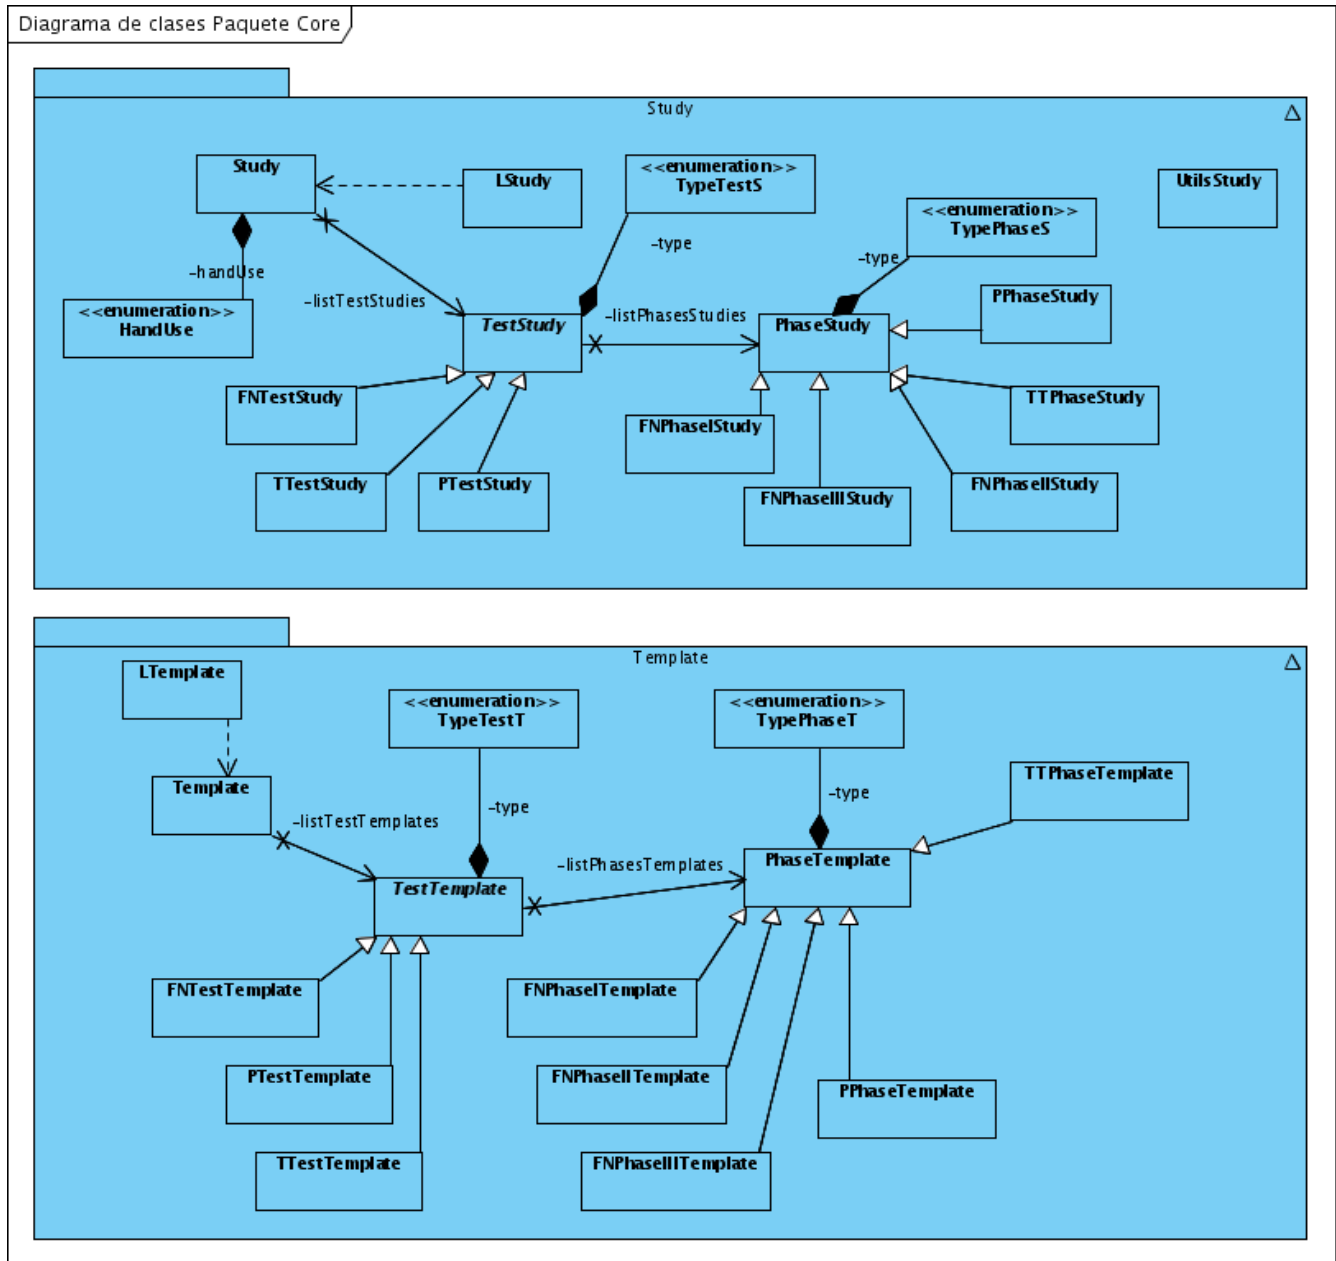 Diagrama de clases Paquete Core
Study
Study
LStudy
<<enumeration>>
TypeTestS
<<enumeration>>
TypePhaseS
UtilsStudy
-handUse
-type
-type
<<enumeration>>
HandUse
-listTestStudies
TestStudy
-listPhasesStudies
PhaseStudy
PPhaseStudy
FNTestStudy
TTestStudy
PTestStudy
FNPhaseIStudy
FNPhaseIIIStudy
TTPhaseStudy
FNPhaseIIStudy
Template
LTemplate
<<enumeration>>
TypeTestT
<<enumeration>>
TypePhaseT
TTPhaseTemplate
Template
-listTestTemplates
-type
-type
TestTemplate
-listPhasesTemplates
PhaseTemplate
FNTestTemplate
FNPhaseITemplate
PTestTemplate
FNPhaseIITemplate
PPhaseTemplate
TTestTemplate
FNPhaseIIITemplate